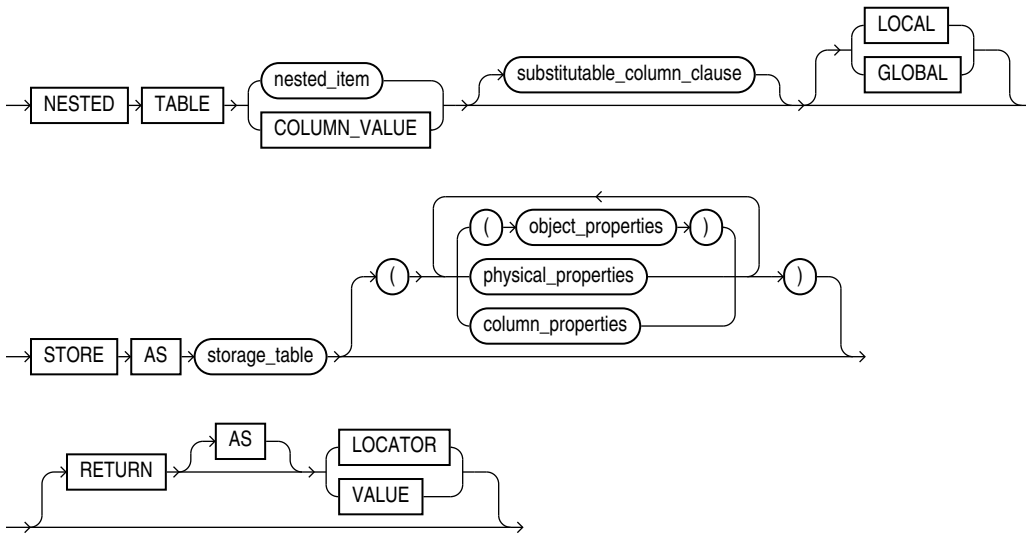 LOCAL
nested_item substitutable_column_clause GLOBAL
NESTED TABLE
COLUMN_VALUE
( object_properties )
( physical_properties )
column_properties
STORE AS storage_table
AS LOCATOR
RETURN
VALUE